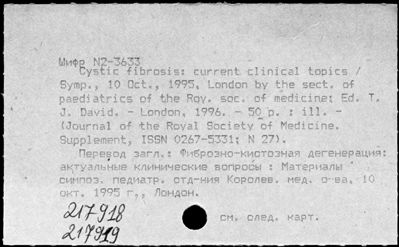 Шифр N2-3633
Cystic fibrosis: current clinical topics /
Symp., 10 Oct., 1995, London by the sect. of
paediatrics of the Roy. soc. of medicine; Ed. T.
J. David. - London, 1996. - 50 p. : ill. -
(Journal of the Royal Society of Medicine.
Supplement, ISSN 0267-5331; N 27).
Перевод загл.: Фиброзно-кистозная дегенерация:
актуальные клинические вопросы : Материалы
симпоз. педиатр. отд-ния Королев. мед. о-ва, 10
окт. 1995 г., Лондон.
217918
217919
см. след. карт.